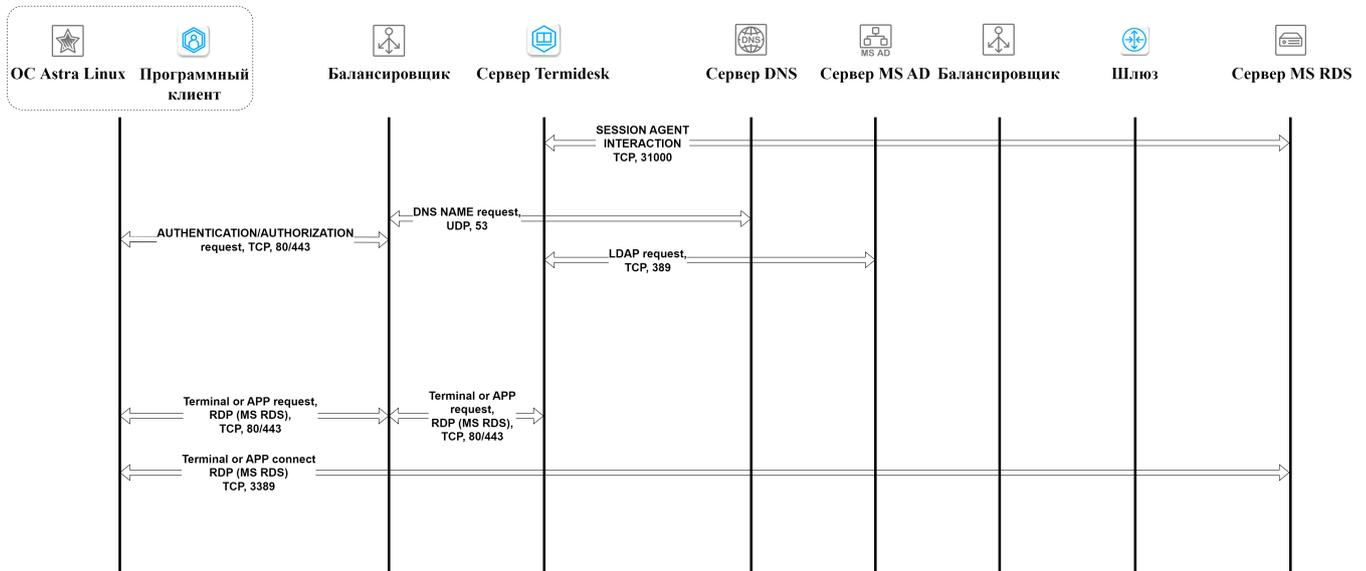 DNS
MS AD
ОС Astra Linux
Программный
клиент
Балансировщик
Сервер Termidesk
Сервер DNS
Сервер MS AD
Балансировщик
Шлюз
Сервер MS RDS
SESSION AGENT
INTERACTION
TCP, 31000
DNS NAME request,
UDP, 53
AUTHENTICATION/AUTHORIZATION
request, TCP, 80/443
LDAP request,
TCP, 389
Terminal or APP request,
RDP (MS RDS),
TCP, 80/443
Terminal or APP
request,
RDP (MS RDS),
TCP, 80/443
Terminal or APP connect
RDP (MS RDS)
TCP, 3389